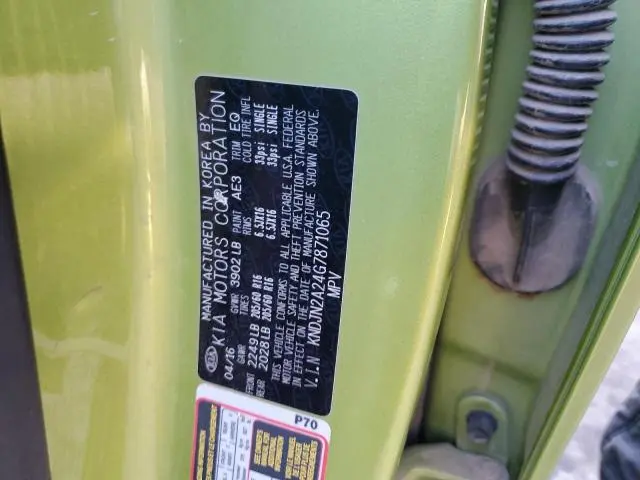 MANUFACTURED IN KOREA BY
KIA KIA MOTORS CORPORATION
04/16 GVWR 3902LB PAINT AE3 TRIM EQ
GAWR TIRES RIMS COLD TIRE INFL
FRONT 2249LB 205/60 R16 6.5JX16 33psi SINGLE
REAR 2028LB 205/60 R16 6.5JX16 33psi SINGLE
THIS VEHICLE CONFORMS TO ALL APPLICABLE U.S.A. FEDERAL
MOTOR VEHICLE SAFETY AND THEFT PREVENTION STANDARDS
IN EFFECT ON THE DATE OF MANUFACTURE SHOWN ABOVE.
V.I.N KNDJN2A24G7871065
MPV
P70